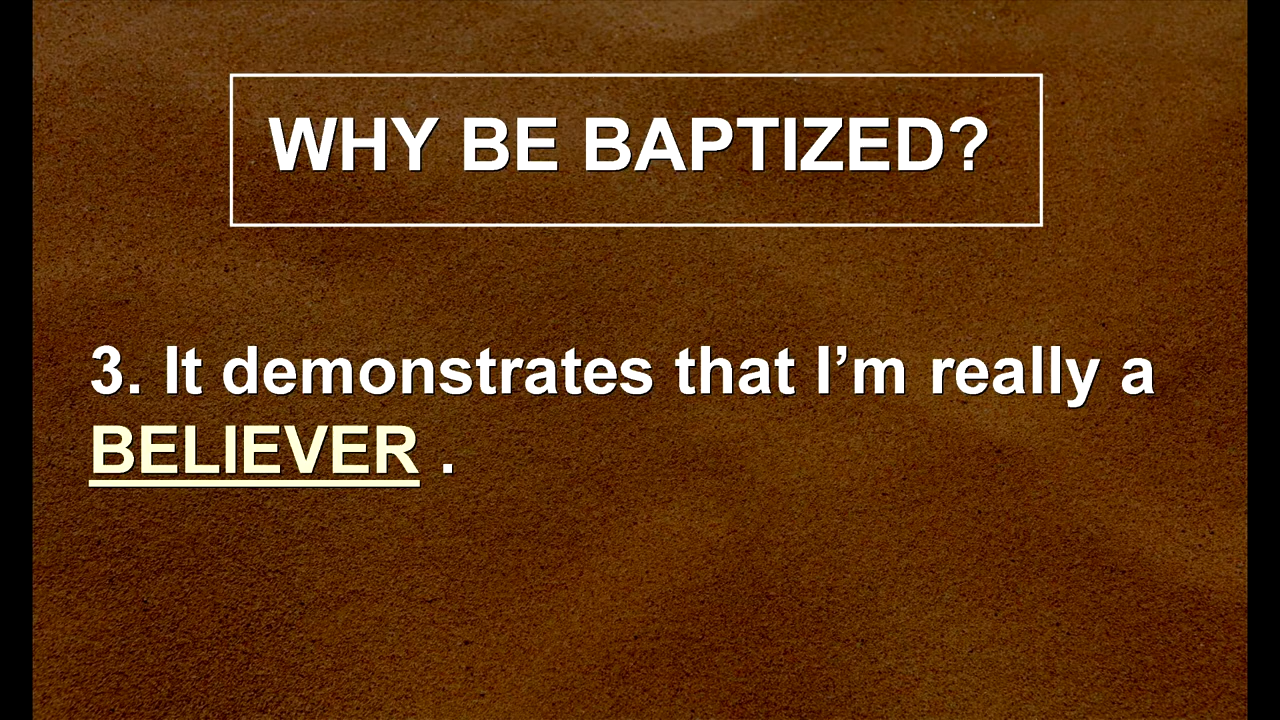 WHY BE BAPTIZED?
3. It demonstrates that I’m really a
BELIEVER .